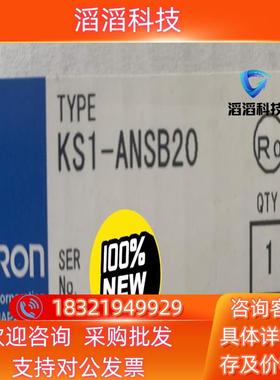 滔滔科技
滔滔科技
TYPE
KS1-ANSB20
Ro
QTY
1
RON
SER
No.
100%
NEW
18321949929
欢迎咨询 采购批发
支持对公发票
咨询客
具体详
存及价